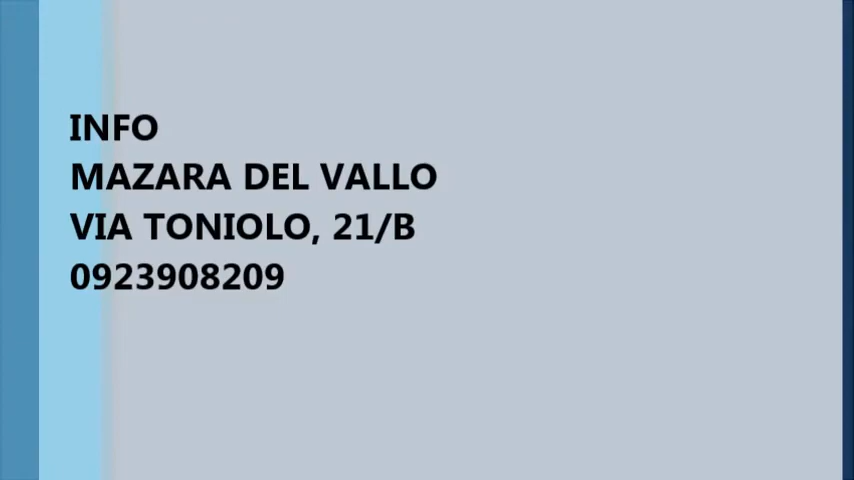 INFO
MAZARA DEL VALLO
VIA TONIOLO, 21/B
0923908209